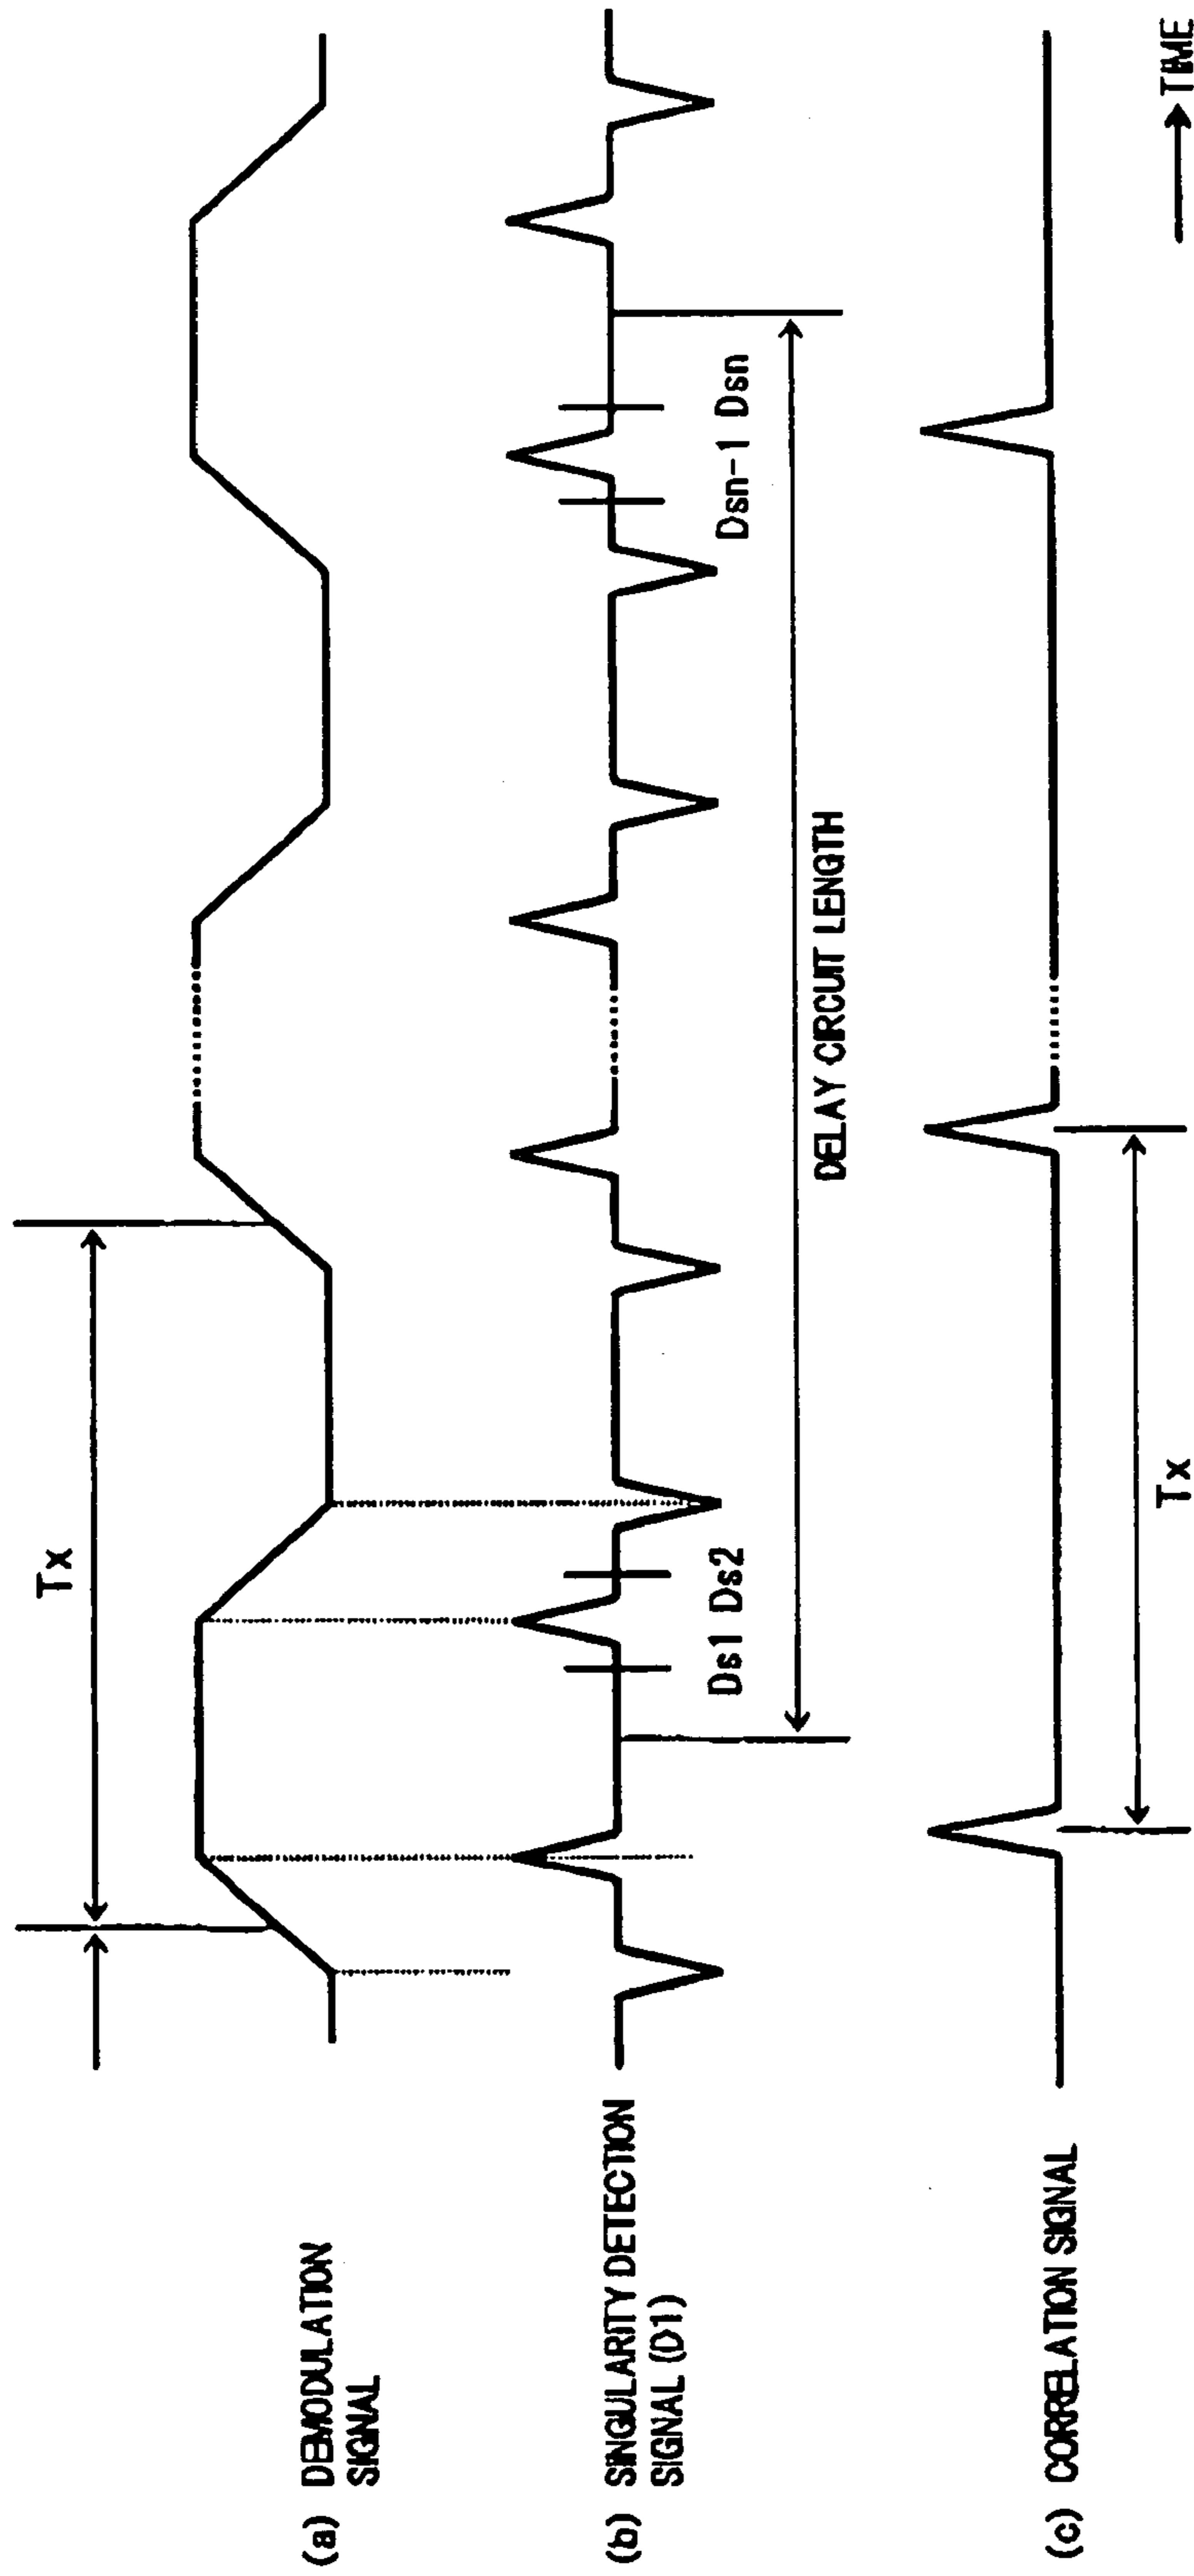 Tx
(a) DEMODULATION
SIGNAL
(b) SINGULARITY DETECTION
SIGNAL (D1)
Ds1 Ds2
Dsn-1 Dsn
DELAY CIRCUIT LENGTH
(c) CORRELATION SIGNAL
Tx
TIME